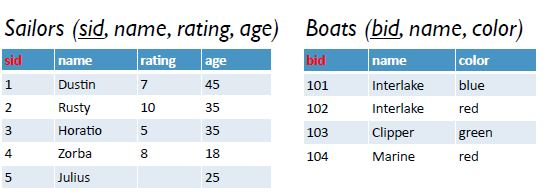 Sailors (sid, name, rating, age) Boats (bid, name, color)
sid name rating age bid name color
1 Dustin 7 45 101 Interlake blue
2 Rusty 10 35 102 Interlake red
3 Horatio 5 35 103 Clipper green
4 Zorba 8 18 104 Marine red
5 Julius 25